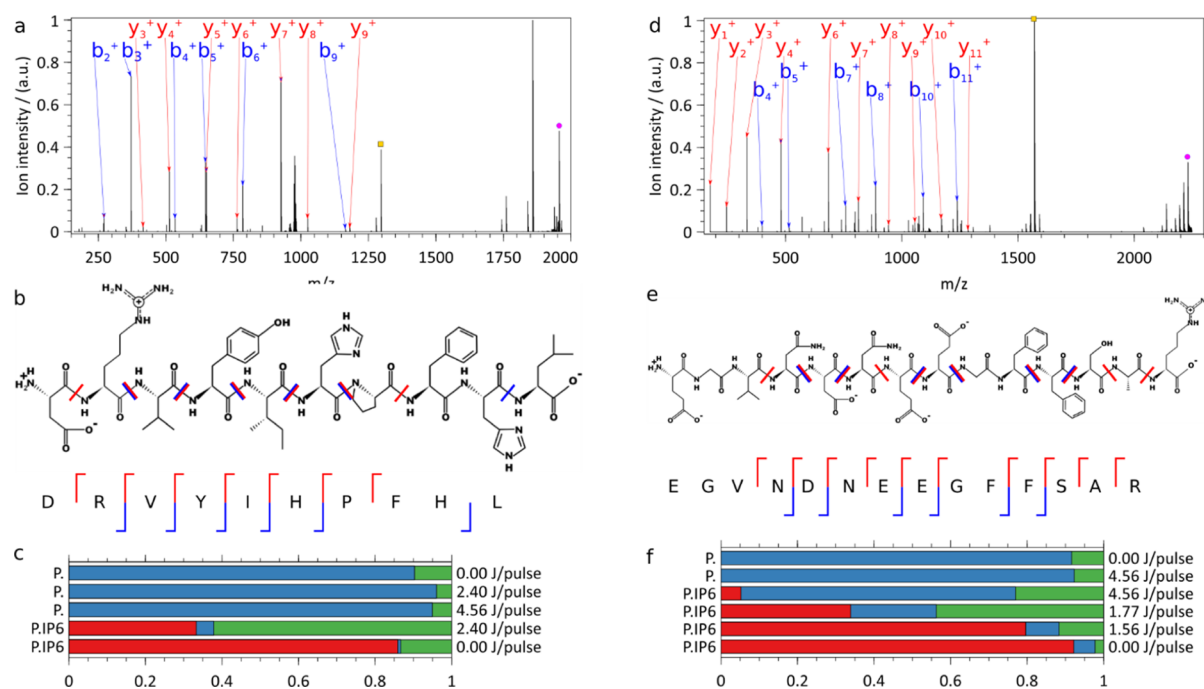 a
Ion intensity / (a.u.)
1
0.8
0.6
0.4
0.2
0
y₃⁺ y₄⁺ y₅⁺ y₆⁺ y₇⁺ y₈⁺ y₉⁺
b₂⁺ b₃⁺ b₄⁺ b₅⁺ b₆⁺ b₉⁺
250 500 750 1000 1250 1500 1750 2000
m/z
b
H₂N NH₂
NH
OH
H
N
D R V Y I H P F H L
c
P. 0.00 J/pulse
P. 2.40 J/pulse
P. 4.56 J/pulse
P.IP6 2.40 J/pulse
P.IP6 0.00 J/pulse
0 0.2 0.4 0.6 0.8 1
d
Ion intensity / (a.u.)
1
0.8
0.6
0.4
0.2
0
y₁⁺ y₂⁺ y₃⁺ y₄⁺ y₆⁺ y₇⁺ y₈⁺ y₉⁺ y₁₀⁺ y₁₁⁺
b₄⁺ b₅⁺ b₇⁺ b₈⁺ b₁₀⁺ b₁₁⁺
500 1000 1500 2000
m/z
e
NH₂ NH₂
OH
H₂N
NH
E G V N D N E E G F F S A R
f
P. 0.00 J/pulse
P. 4.56 J/pulse
P.IP6 4.56 J/pulse
P.IP6 1.77 J/pulse
P.IP6 1.56 J/pulse
P.IP6 0.00 J/pulse
0 0.2 0.4 0.6 0.8 1